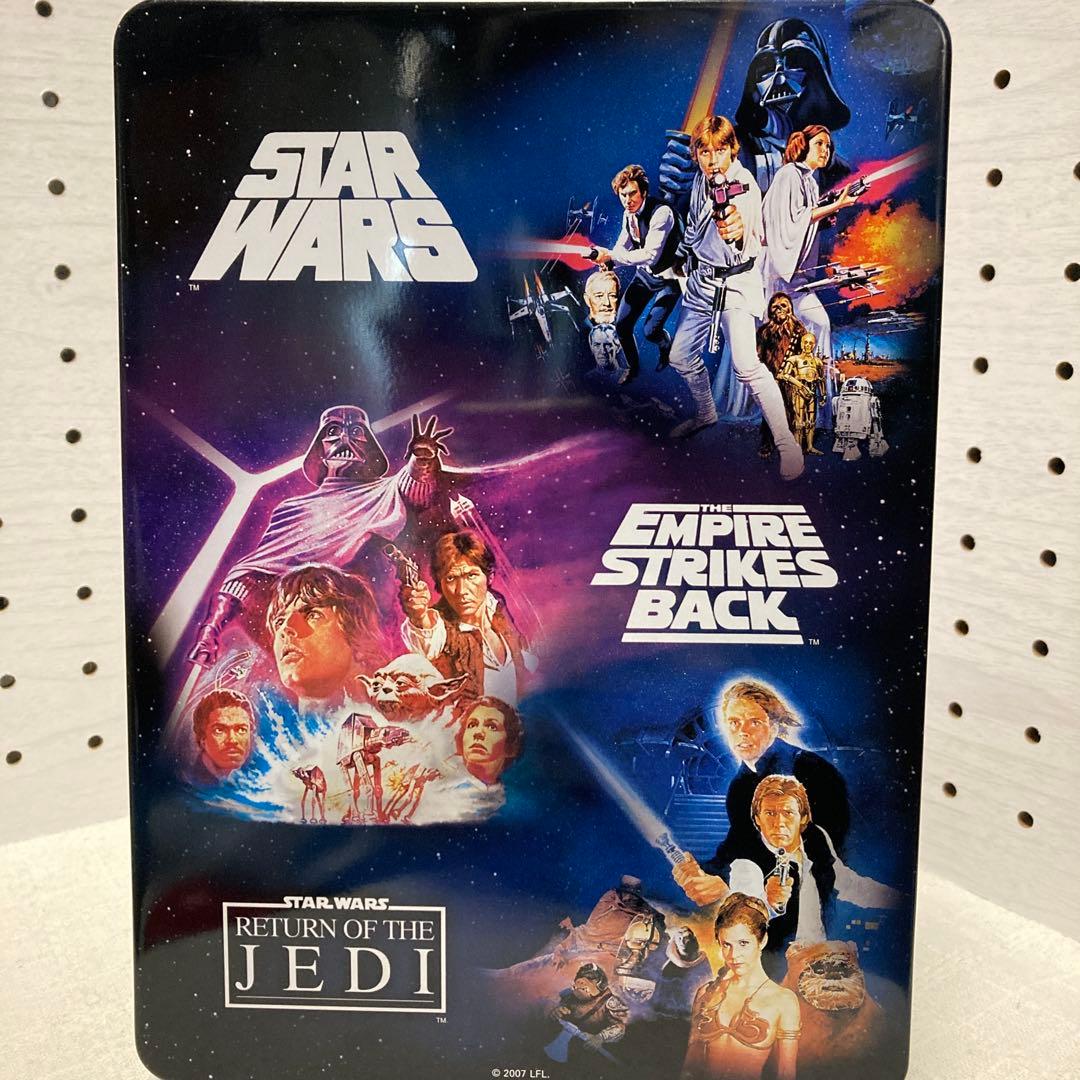 STAR
WARS
TM
THE
EMPIRE
STRIKES
BACK
TM
STAR WARS
RETURN OF THE
JEDI
TM
© 2007 LFL.